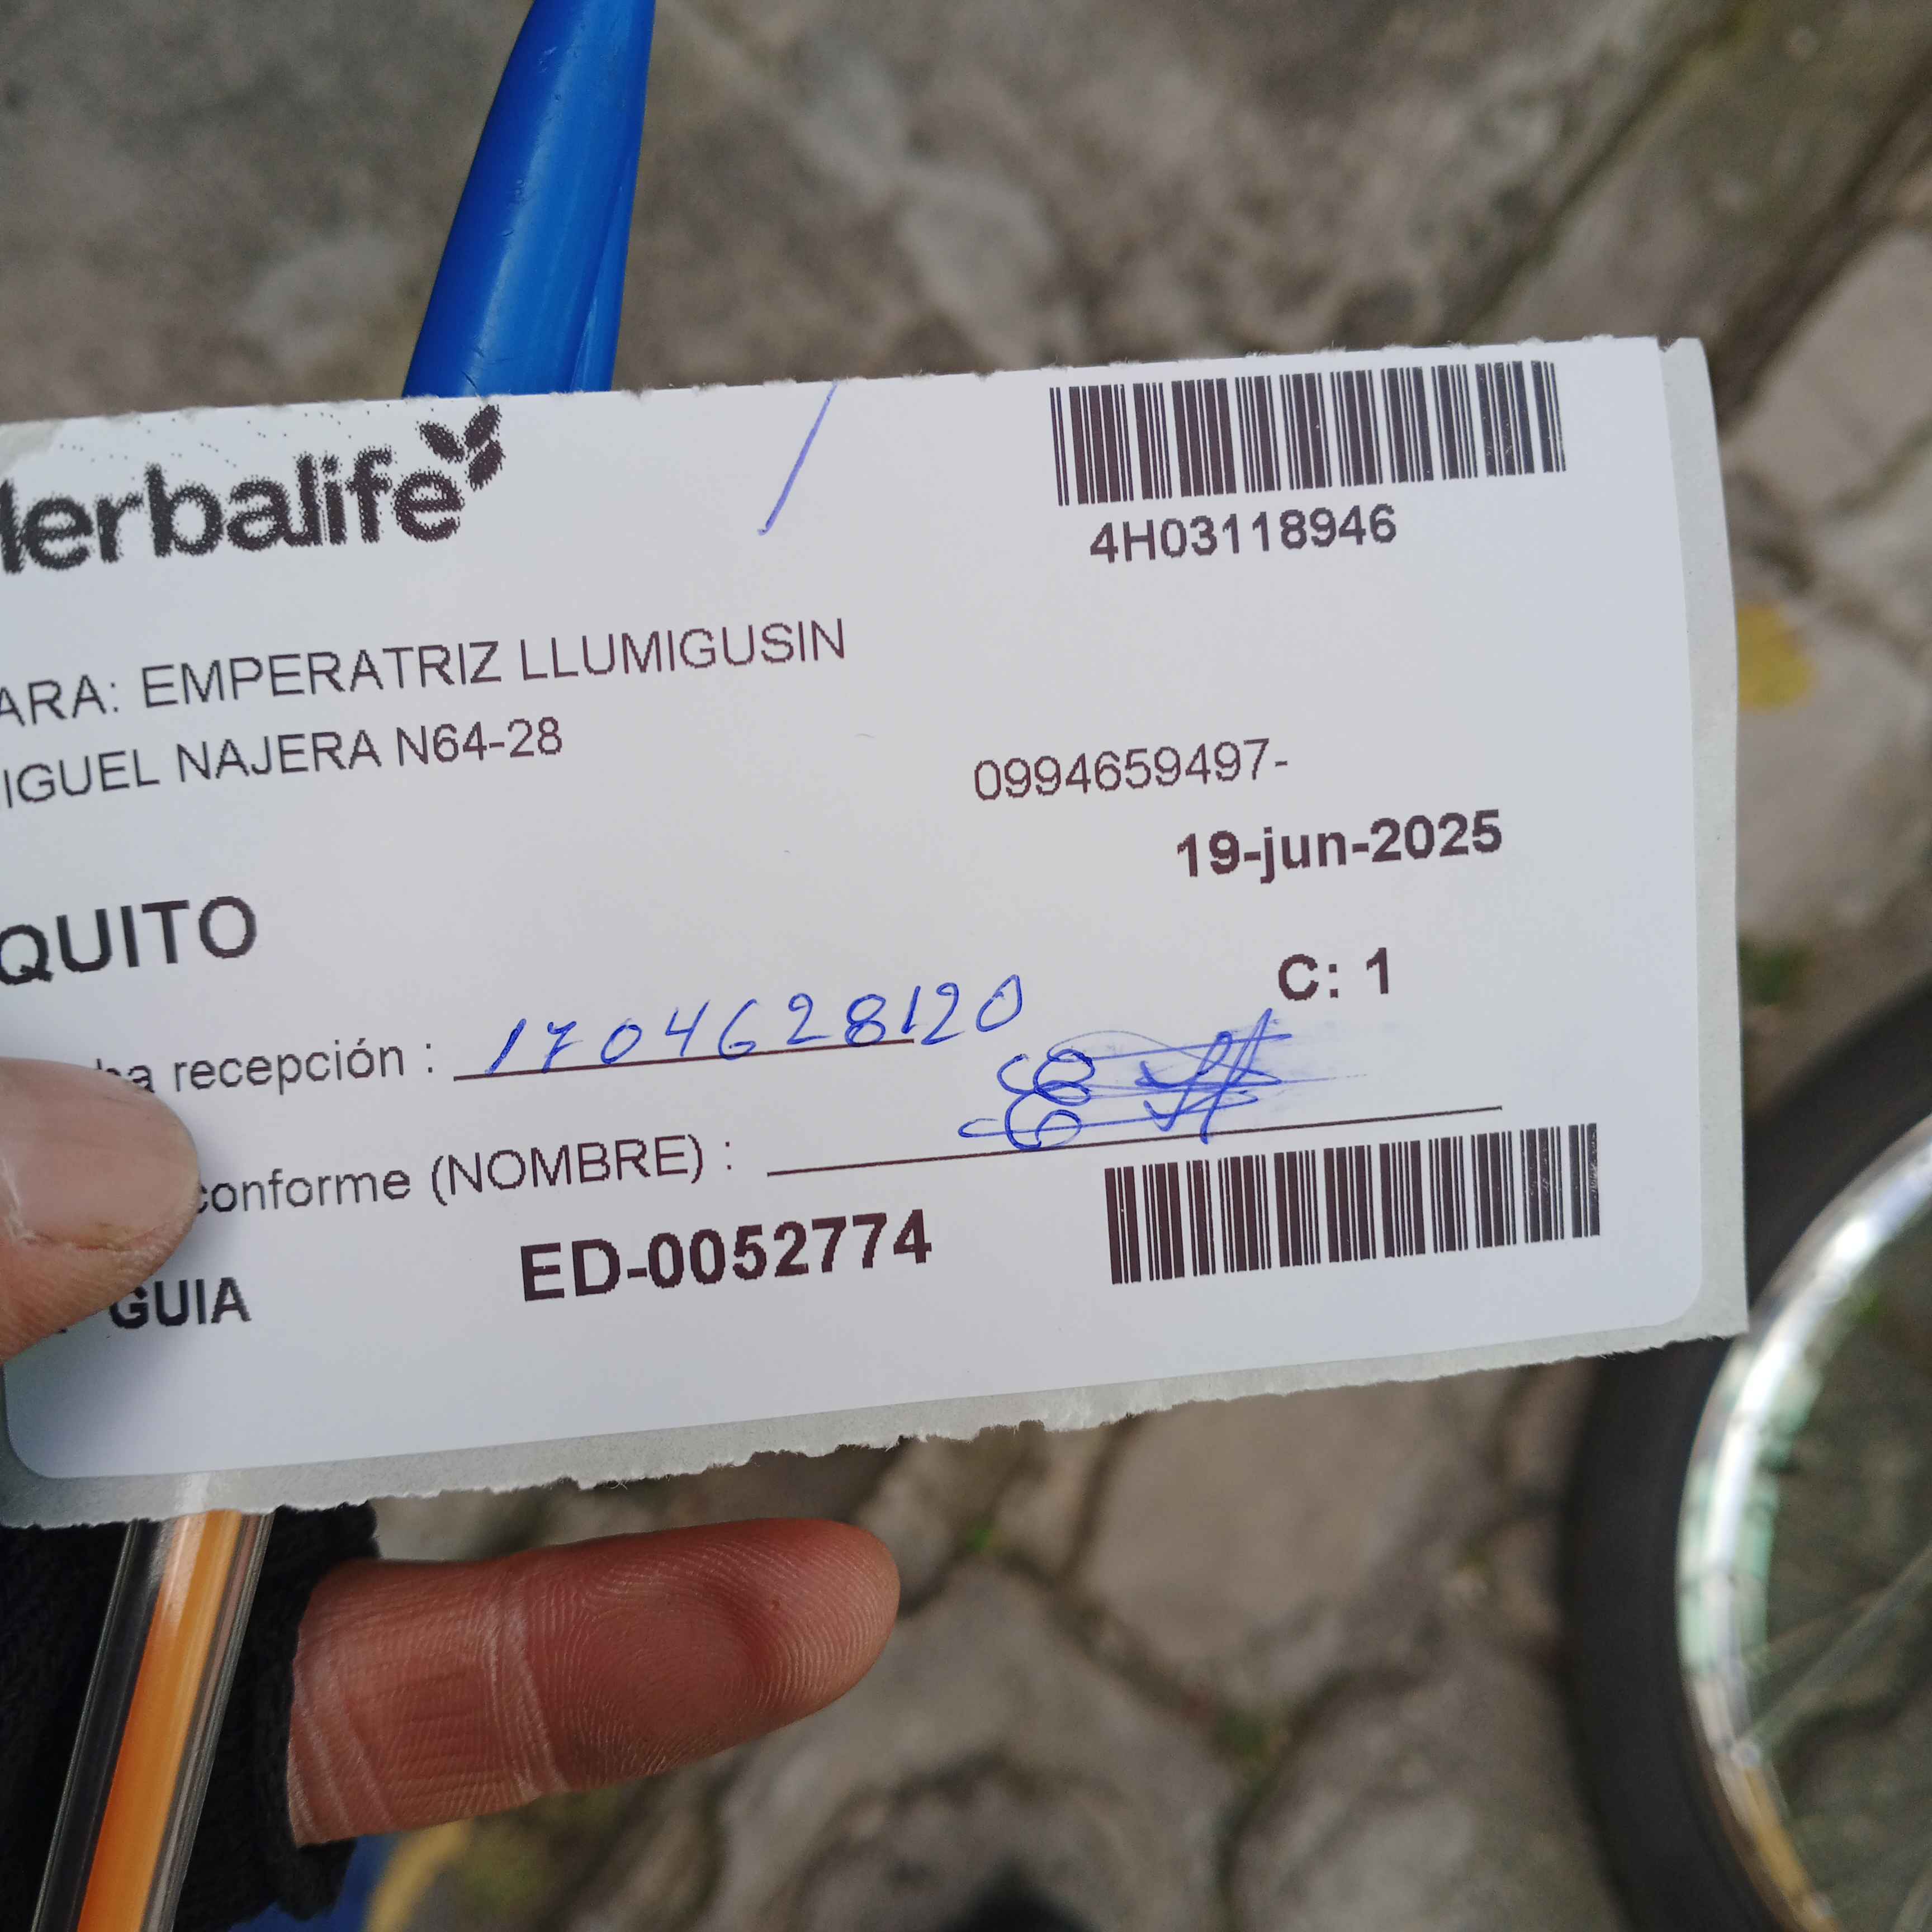 Herbalife
4H03118946
ARA: EMPERATRIZ LLUMIGUSIN
IGUEL NAJERA N64-28
0994659497-
19-jun-2025
QUITO
C: 1
ha recepción : 1704628120
conforme (NOMBRE) :
GUIA ED-0052774